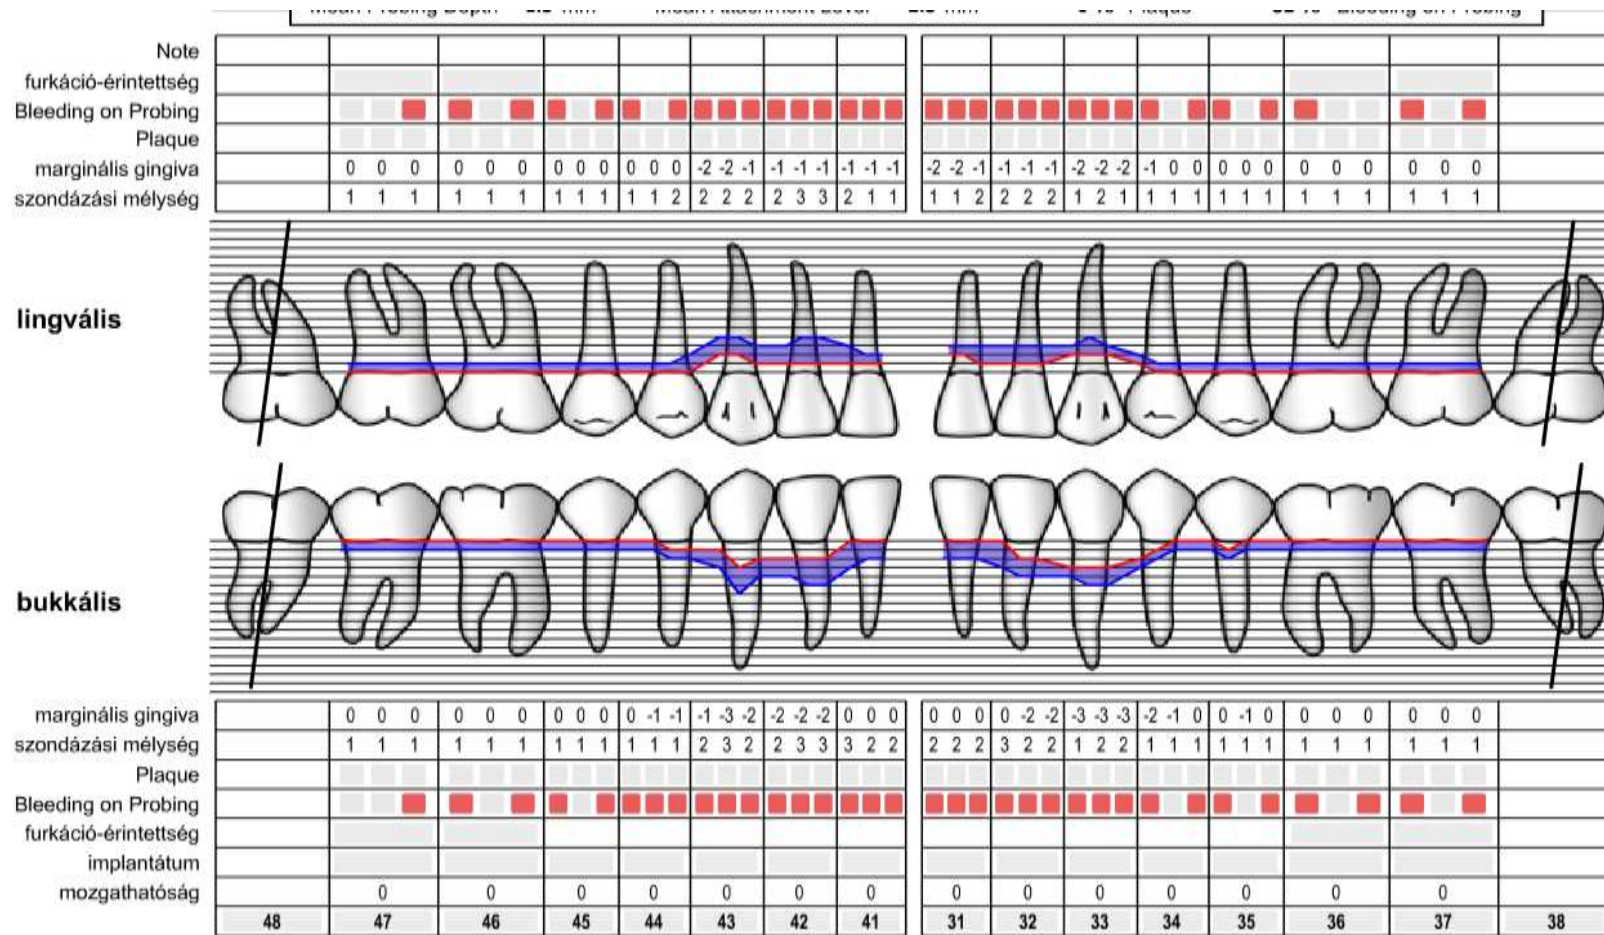 Note
furkáció-érintettség
Bleeding on Probing
Plaque
marginális gingiva 0 0 0 0 0 0 0 0 0 0 0 0 -2 -2 -1 -1 -1 -1 -1 -1 -1 -2 -2 -1 -1 -1 -1 -2 -2 -2 -1 0 0 0 0 0 0 0 0 0 0 0
szondázási mélység 1 1 1 1 1 1 1 1 1 1 1 2 2 2 2 2 3 3 2 1 1 1 1 2 2 2 2 1 2 1 1 1 1 1 1 1 1 1 1 1 1 1
lingvális
bukkális
marginális gingiva 0 0 0 0 0 0 0 0 0 0 -1 -1 -1 -3 -2 -2 -2 -2 0 0 0 0 0 0 0 -2 -2 -3 -3 -3 -2 -1 0 0 -1 0 0 0 0 0 0 0
szondázási mélység 1 1 1 1 1 1 1 1 1 1 1 1 2 3 2 2 3 3 3 2 2 2 2 2 3 2 2 1 2 2 1 1 1 1 1 1 1 1 1 1 1 1
Plaque
Bleeding on Probing
furkáció-érintettség
implantátum
mozgathatóság 0 0 0 0 0 0 0 0 0 0 0 0 0 0
48 47 46 45 44 43 42 41 31 32 33 34 35 36 37 38